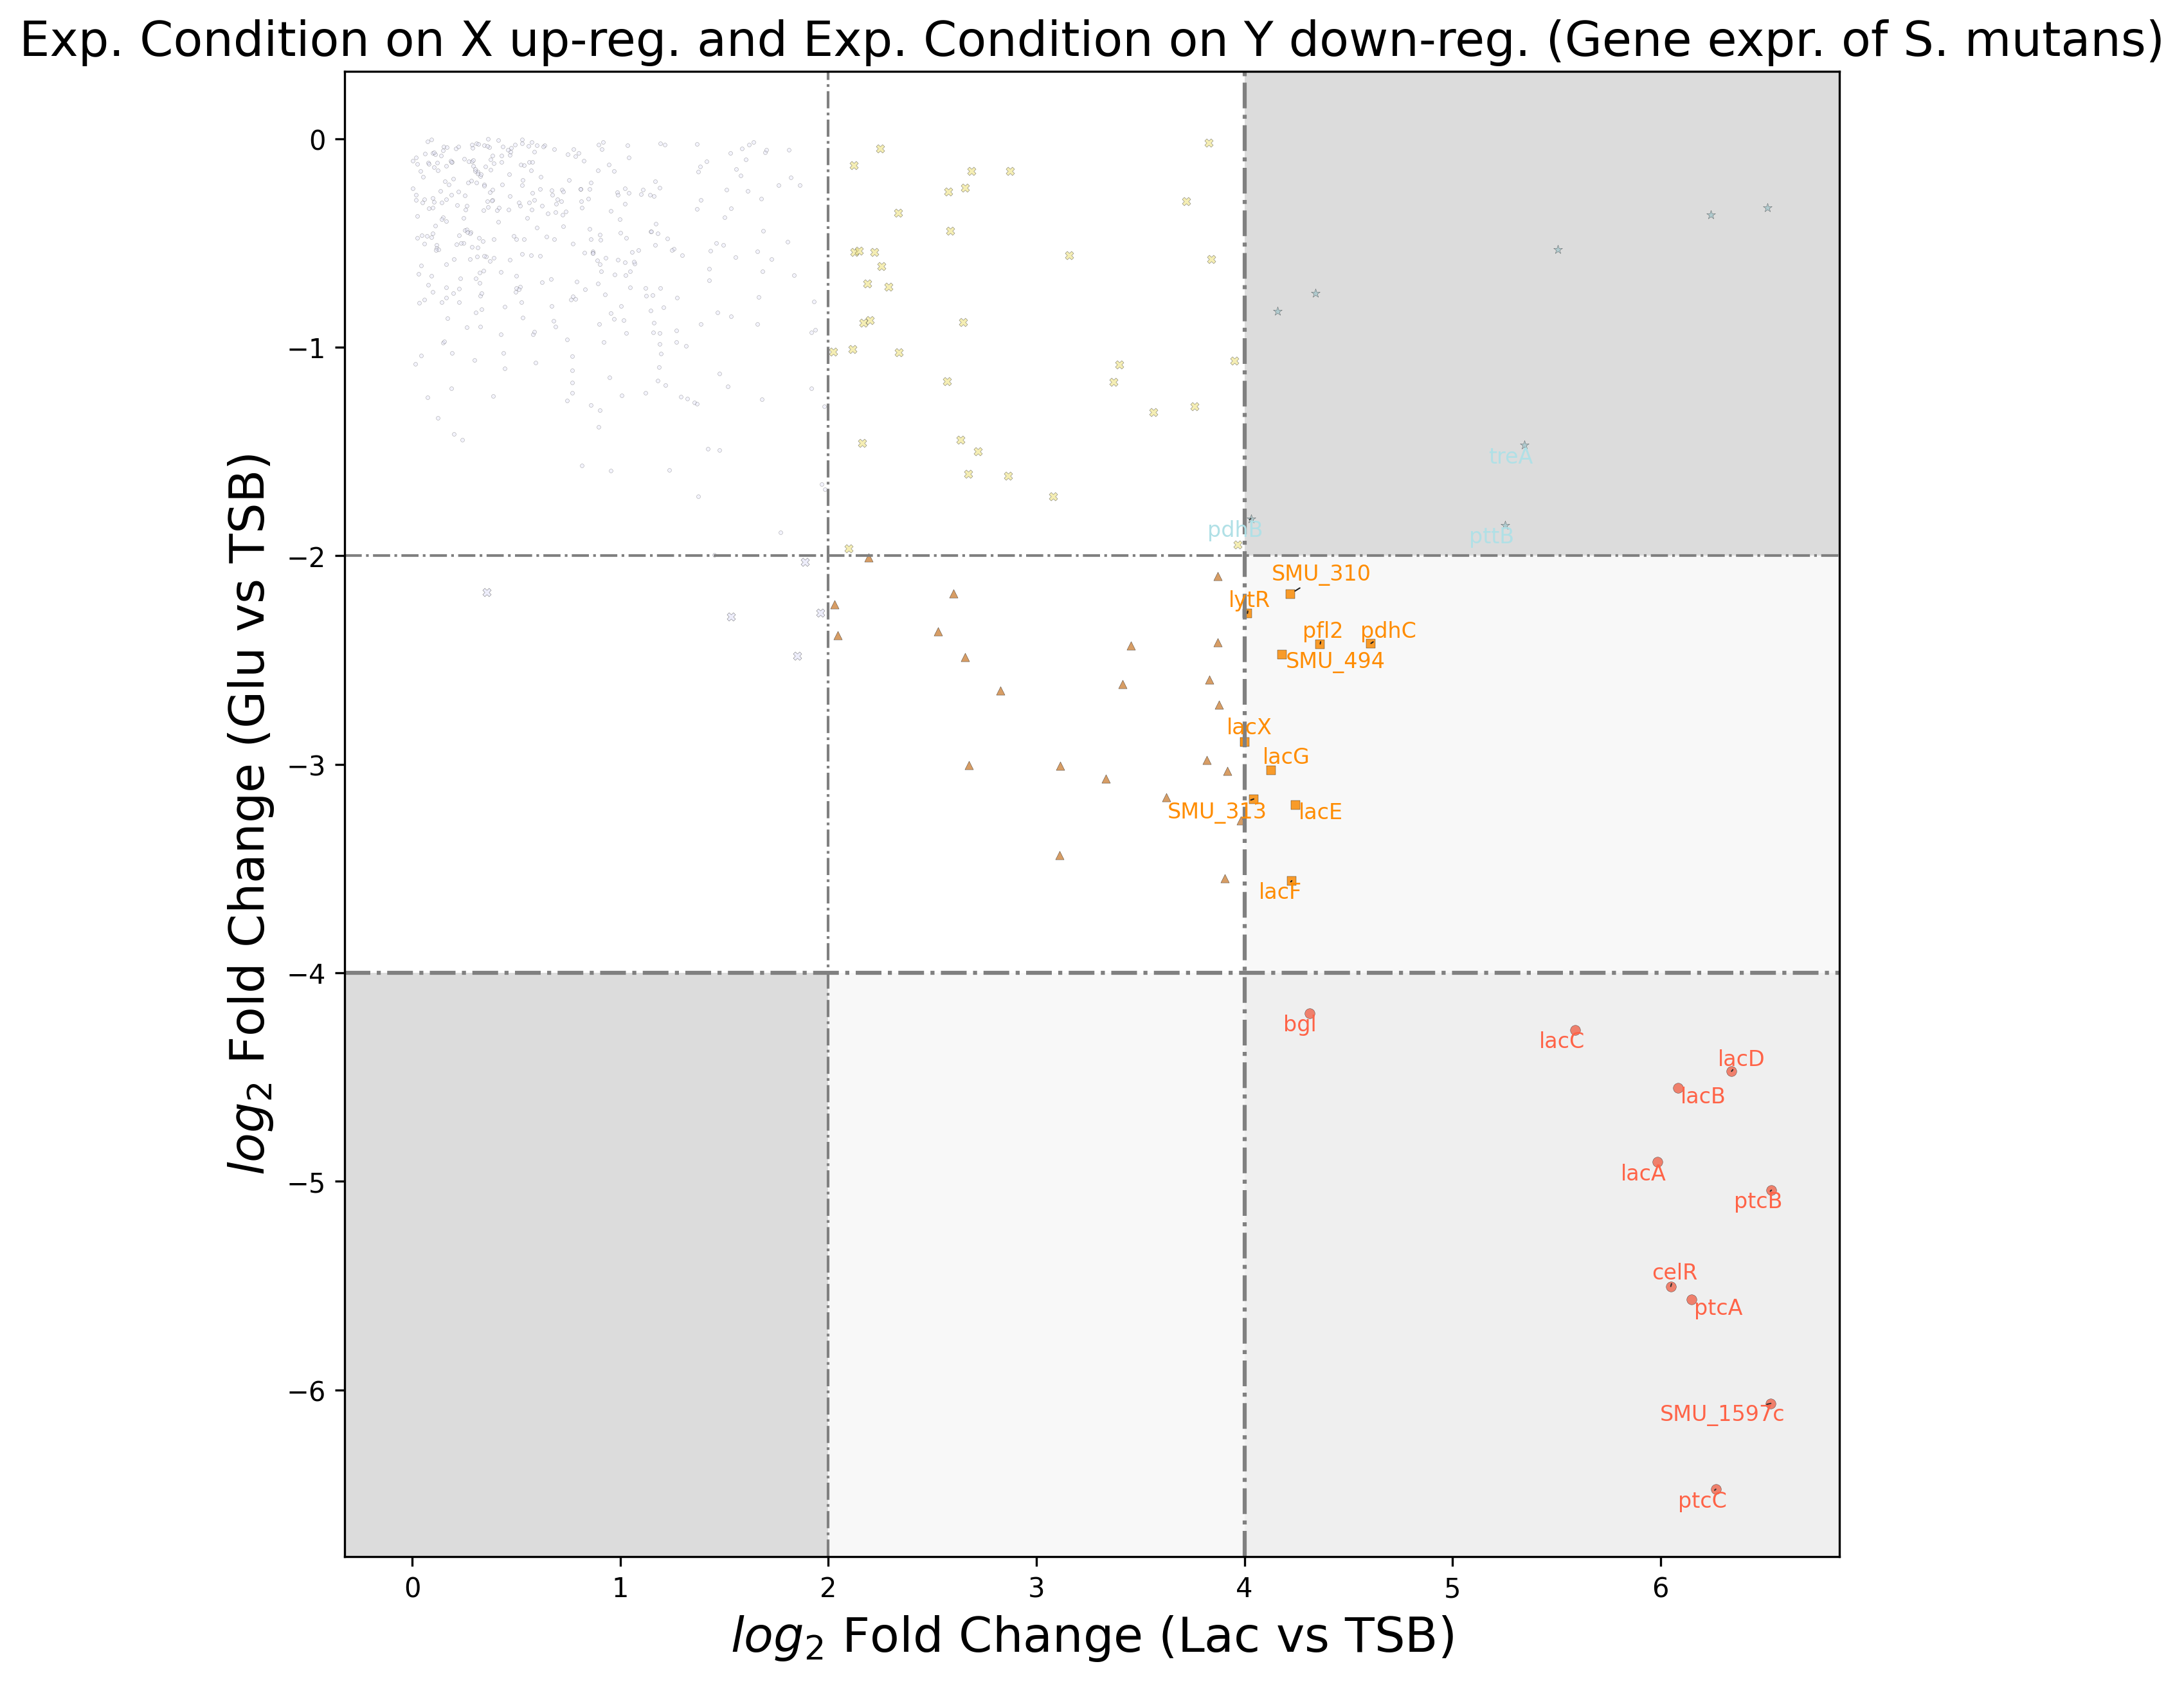 Exp. Condition on X up-reg. and Exp. Condition on Y down-reg. (Gene expr. of S. mutans)
log2 Fold Change (Glu vs TSB)
0
−1
−2
−3
−4
−5
−6
treA
pdhB
pttB
SMU_310
lytR
pfl2
pdhC
SMU_494
lacX
lacG
SMU_313
lacE
lacF
bgl
lacC
lacD
lacB
lacA
ptcB
celR
ptcA
SMU_1597c
ptcC
0
1
2
3
4
5
6
log2 Fold Change (Lac vs TSB)